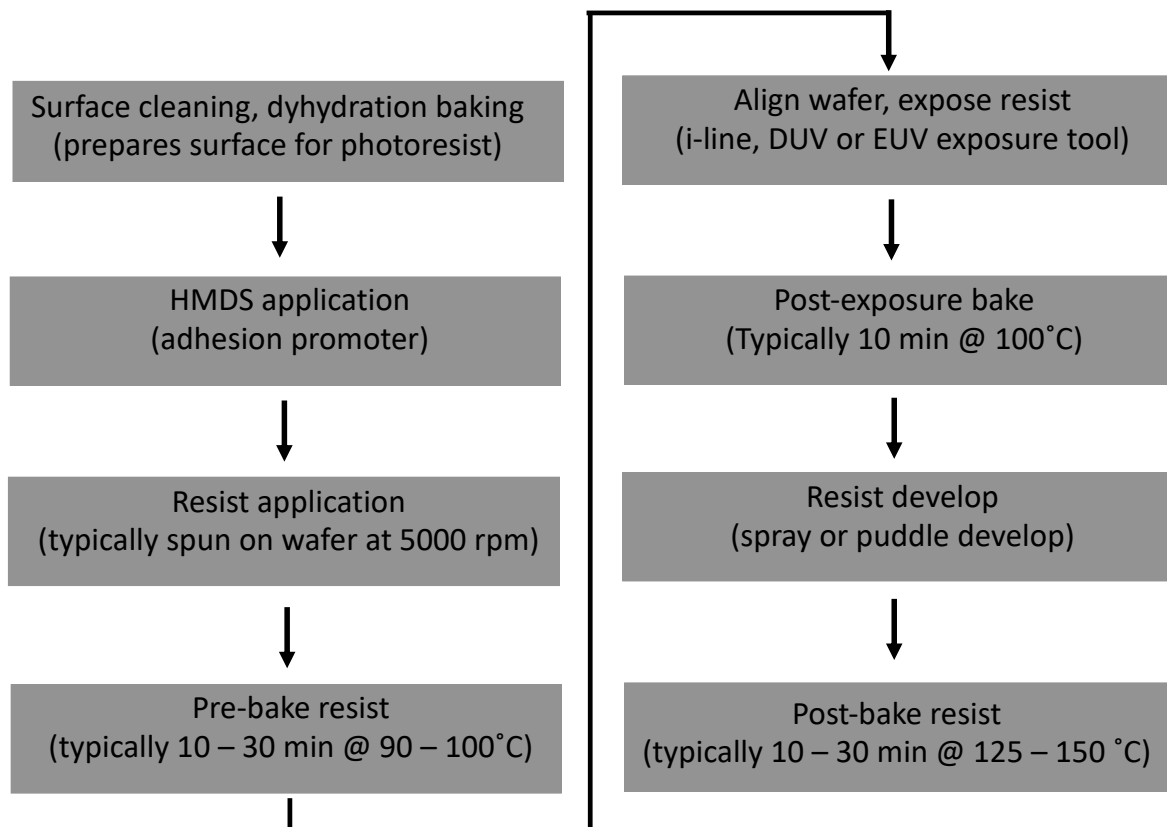 Surface cleaning, dyhydration baking
(prepares surface for photoresist)
HMDS application
(adhesion promoter)
Resist application
(typically spun on wafer at 5000 rpm)
Pre-bake resist
(typically 10 – 30 min @ 90 – 100˚C)
Align wafer, expose resist
(i-line, DUV or EUV exposure tool)
Post-exposure bake
(Typically 10 min @ 100˚C)
Resist develop
(spray or puddle develop)
Post-bake resist
(typically 10 – 30 min @ 125 – 150 ˚C)